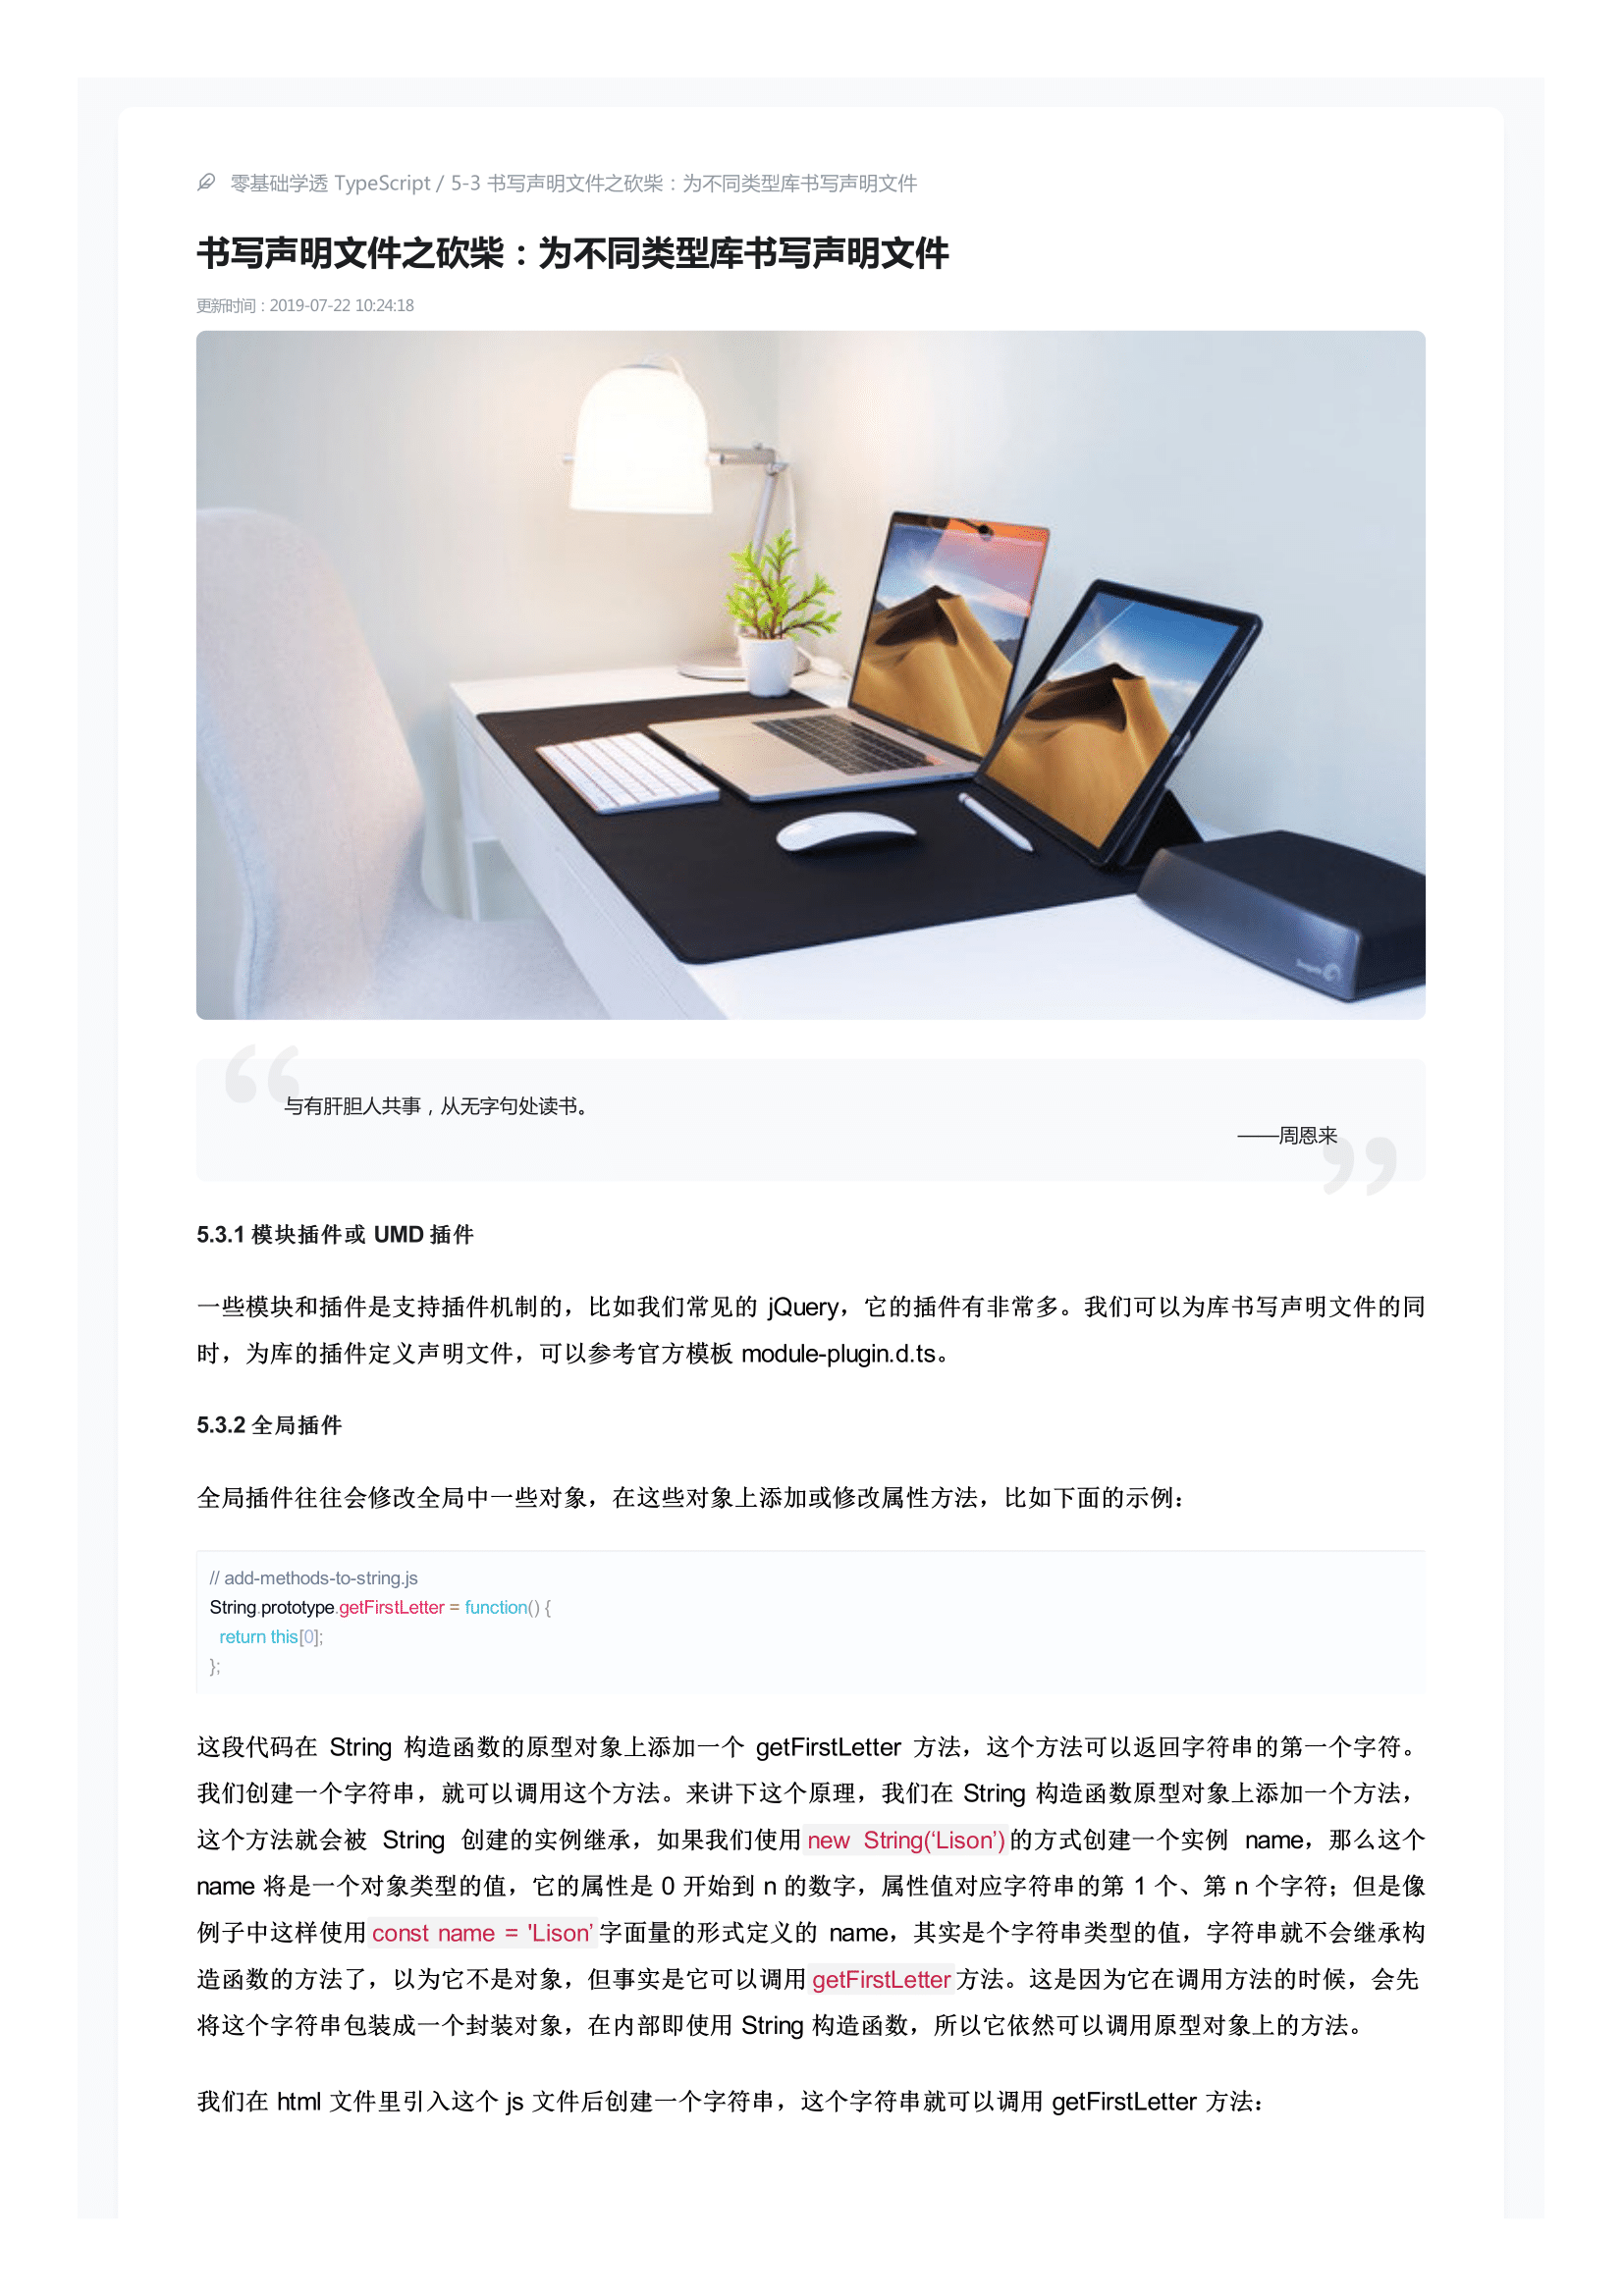 零基础学透 TypeScript / 5-3 书写声明文件之砍柴：为不同类型库书写声明文件
书写声明文件之砍柴：为不同类型库书写声明文件
更新时间：2019-07-22 10:24:18
与有肝胆人共事，从无字句处读书。
——周恩来
5.3.1 模块插件或 UMD 插件
一些模块和插件是支持插件机制的，比如我们常见的 jQuery，它的插件有非常多。我们可以为库书写声明文件的同
时，为库的插件定义声明文件，可以参考官方模板 module-plugin.d.ts。
5.3.2 全局插件
全局插件往往会修改全局中一些对象，在这些对象上添加或修改属性方法，比如下面的示例：
// add-methods-to-string.js
String.prototype.getFirstLetter = function() {
  return this[0];
};
这段代码在 String 构造函数的原型对象上添加一个 getFirstLetter 方法，这个方法可以返回字符串的第一个字符。
我们创建一个字符串，就可以调用这个方法。来讲下这个原理，我们在 String 构造函数原型对象上添加一个方法，
这个方法就会被 String 创建的实例继承，如果我们使用 new String(‘Lison’) 的方式创建一个实例 name，那么这个
name 将是一个对象类型的值，它的属性是 0 开始到 n 的数字，属性值对应字符串的第 1 个、第 n 个字符；但是像
例子中这样使用 const name = 'Lison’ 字面量的形式定义的 name，其实是个字符串类型的值，字符串就不会继承构
造函数的方法了，以为它不是对象，但事实是它可以调用 getFirstLetter 方法。这是因为它在调用方法的时候，会先
将这个字符串包装成一个封装对象，在内部即使用 String 构造函数，所以它依然可以调用原型对象上的方法。
我们在 html 文件里引入这个 js 文件后创建一个字符串，这个字符串就可以调用 getFirstLetter 方法：